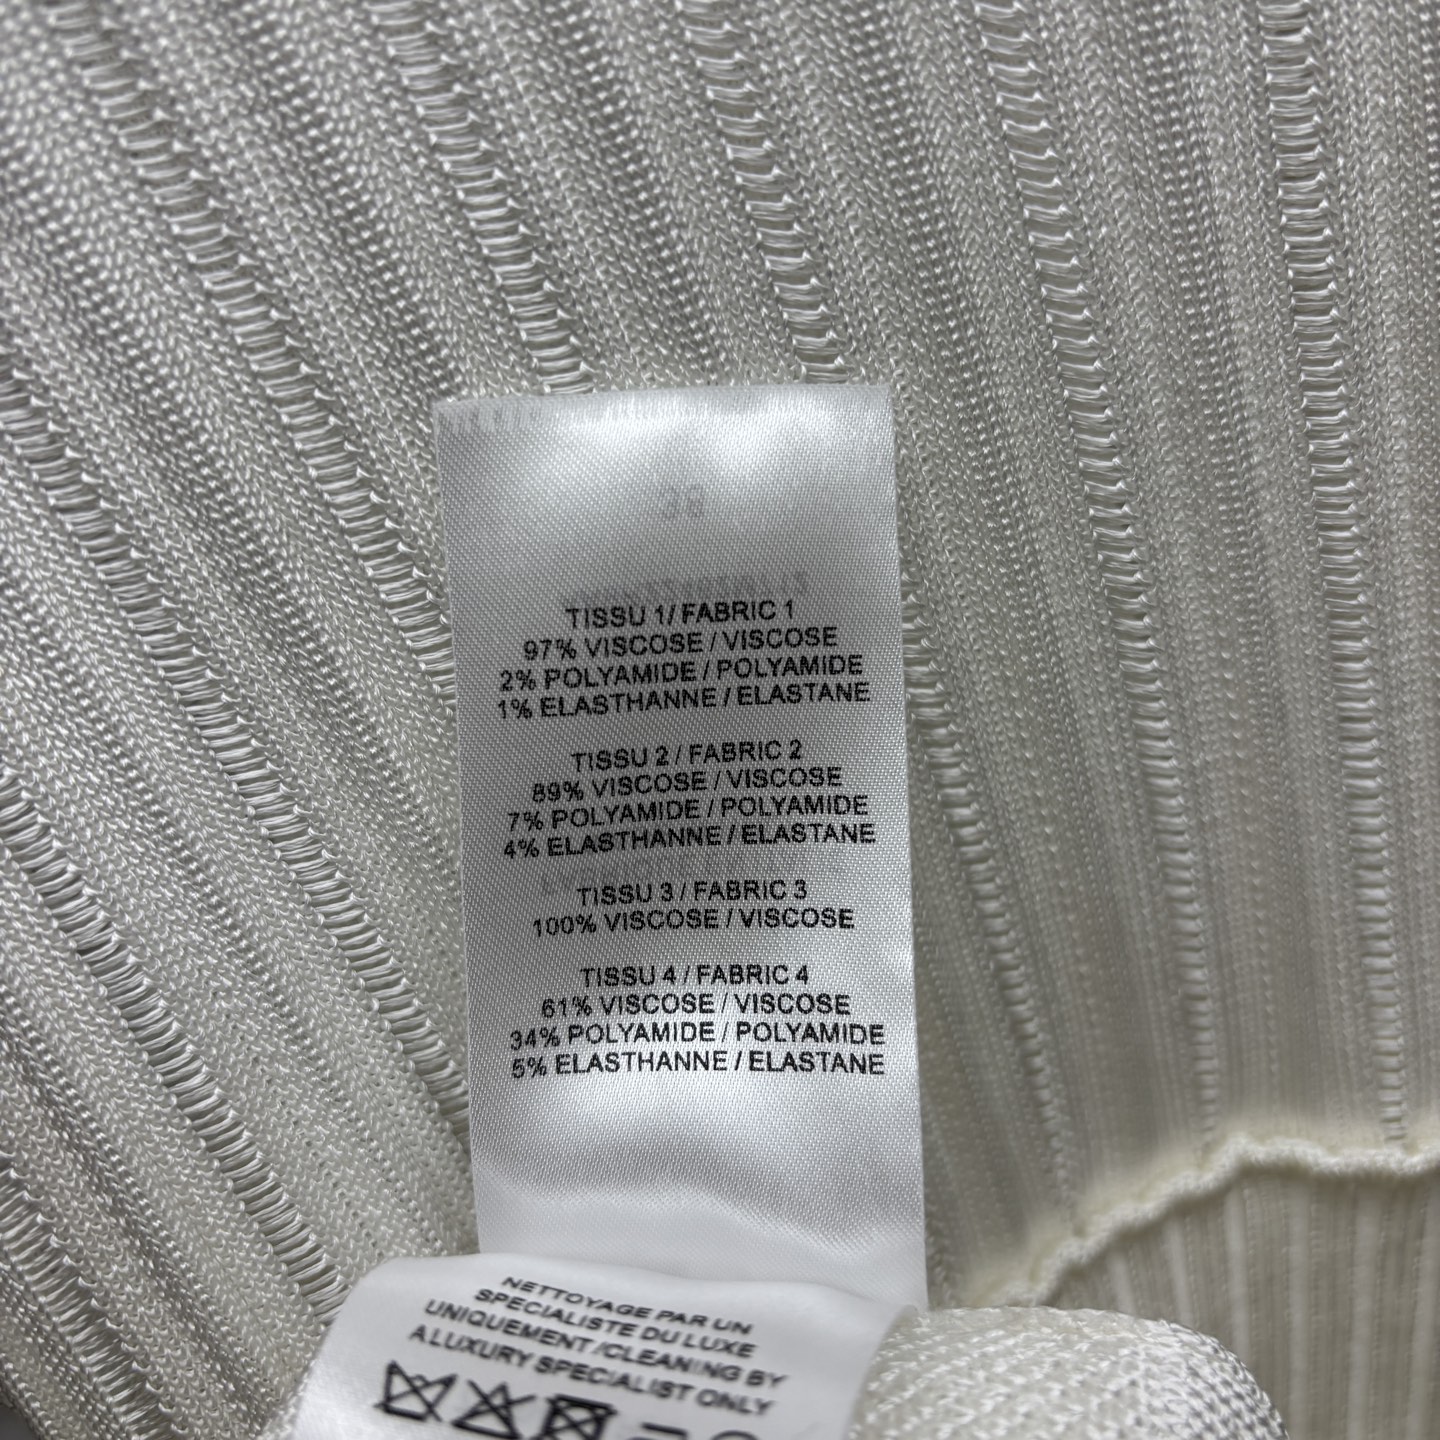 38
TISSU 1/ FABRIC 1
97% VISCOSE / VISCOSE
2% POLYAMIDE / POLYAMIDE
1% ELASTHANNE / ELASTANE
TISSU 2 / FABRIC 2
89% VISCOSE / VISCOSE
7% POLYAMIDE / POLYAMIDE
4% ELASTHANNE / ELASTANE
TISSU 3 / FABRIC 3
100% VISCOSE / VISCOSE
TISSU 4 / FABRIC 4
61% VISCOSE / VISCOSE
34% POLYAMIDE / POLYAMIDE
5% ELASTHANNE / ELASTANE
NETTOYAGE PAR UN
SPECIALISTE DU LUXE
UNIQUEMENT /CLEANING BY
A LUXURY SPECIALIST ONLY